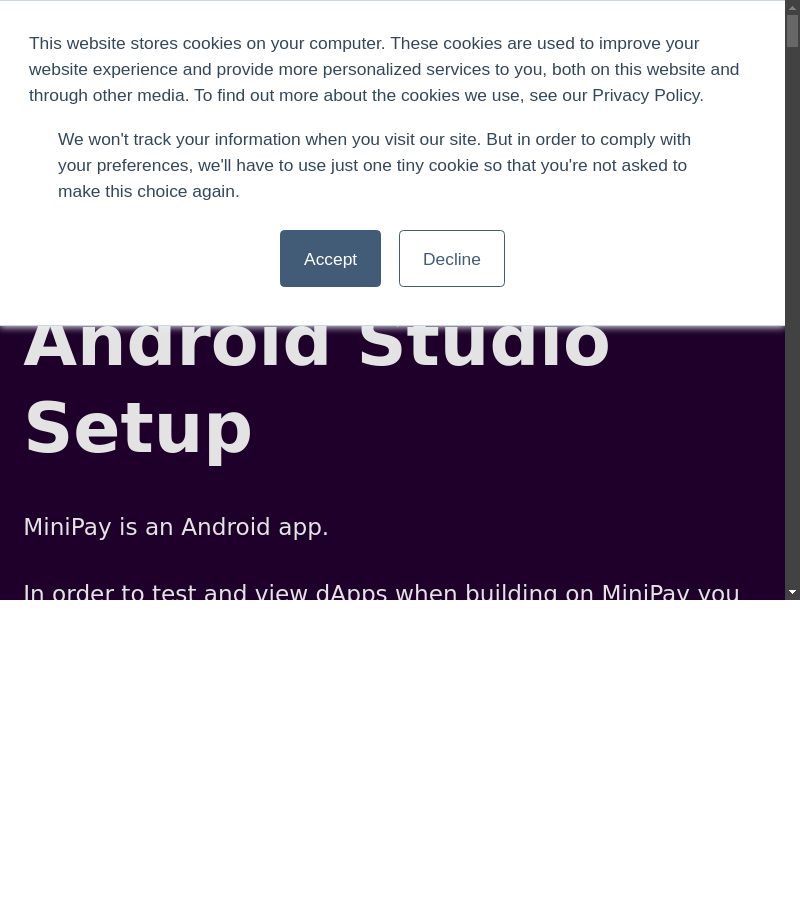 This website stores cookies on your computer. These cookies are used to improve your
website experience and provide more personalized services to you, both on this website and
through other media. To find out more about the cookies we use, see our Privacy Policy.
We won't track your information when you visit our site. But in order to comply with
your preferences, we'll have to use just one tiny cookie so that you're not asked to
make this choice again.
Accept
Decline
Android Studio
Setup
MiniPay is an Android app.
In order to test and view dApps when building on MiniPay you